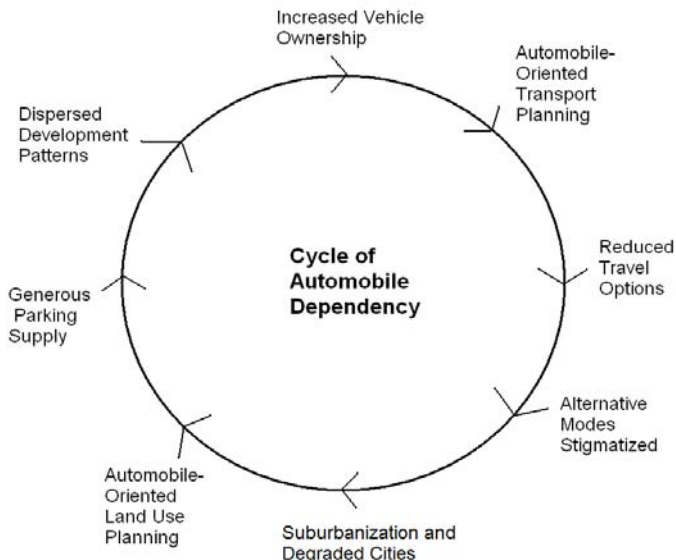 Increased Vehicle
Ownership
Automobile-
Oriented
Transport
Planning
Reduced
Travel
Options
Alternative
Modes
Stigmatized
Suburbanization and
Degraded Cities
Automobile-
Oriented
Land Use
Planning
Generous
Parking
Supply
Dispersed
Development
Patterns
Cycle of
Automobile
Dependency